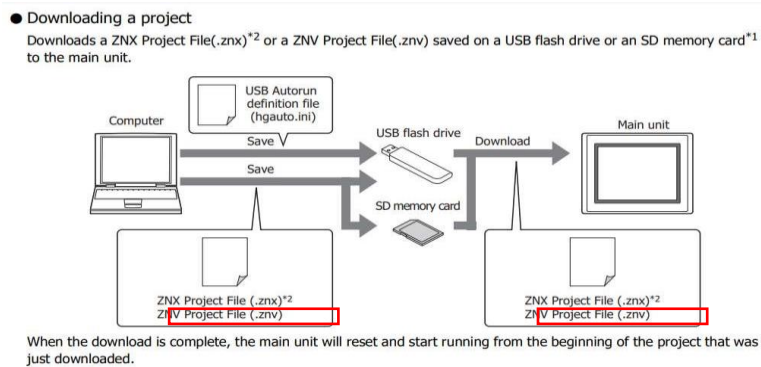 ● Downloading a project
Downloads a ZNX Project File(.znx)*2 or a ZNV Project File(.znv) saved on a USB flash drive or an SD memory card*1
to the main unit.
USB Autorun
definition file
(hgauto.ini)
Computer
Save
USB flash drive
Download
Main unit
Save
SD memory card
ZNX Project File (.znx)*2
ZNV Project File (.znv)
ZNX Project File (.znx)*2
ZNV Project File (.znv)
When the download is complete, the main unit will reset and start running from the beginning of the project that was
just downloaded.